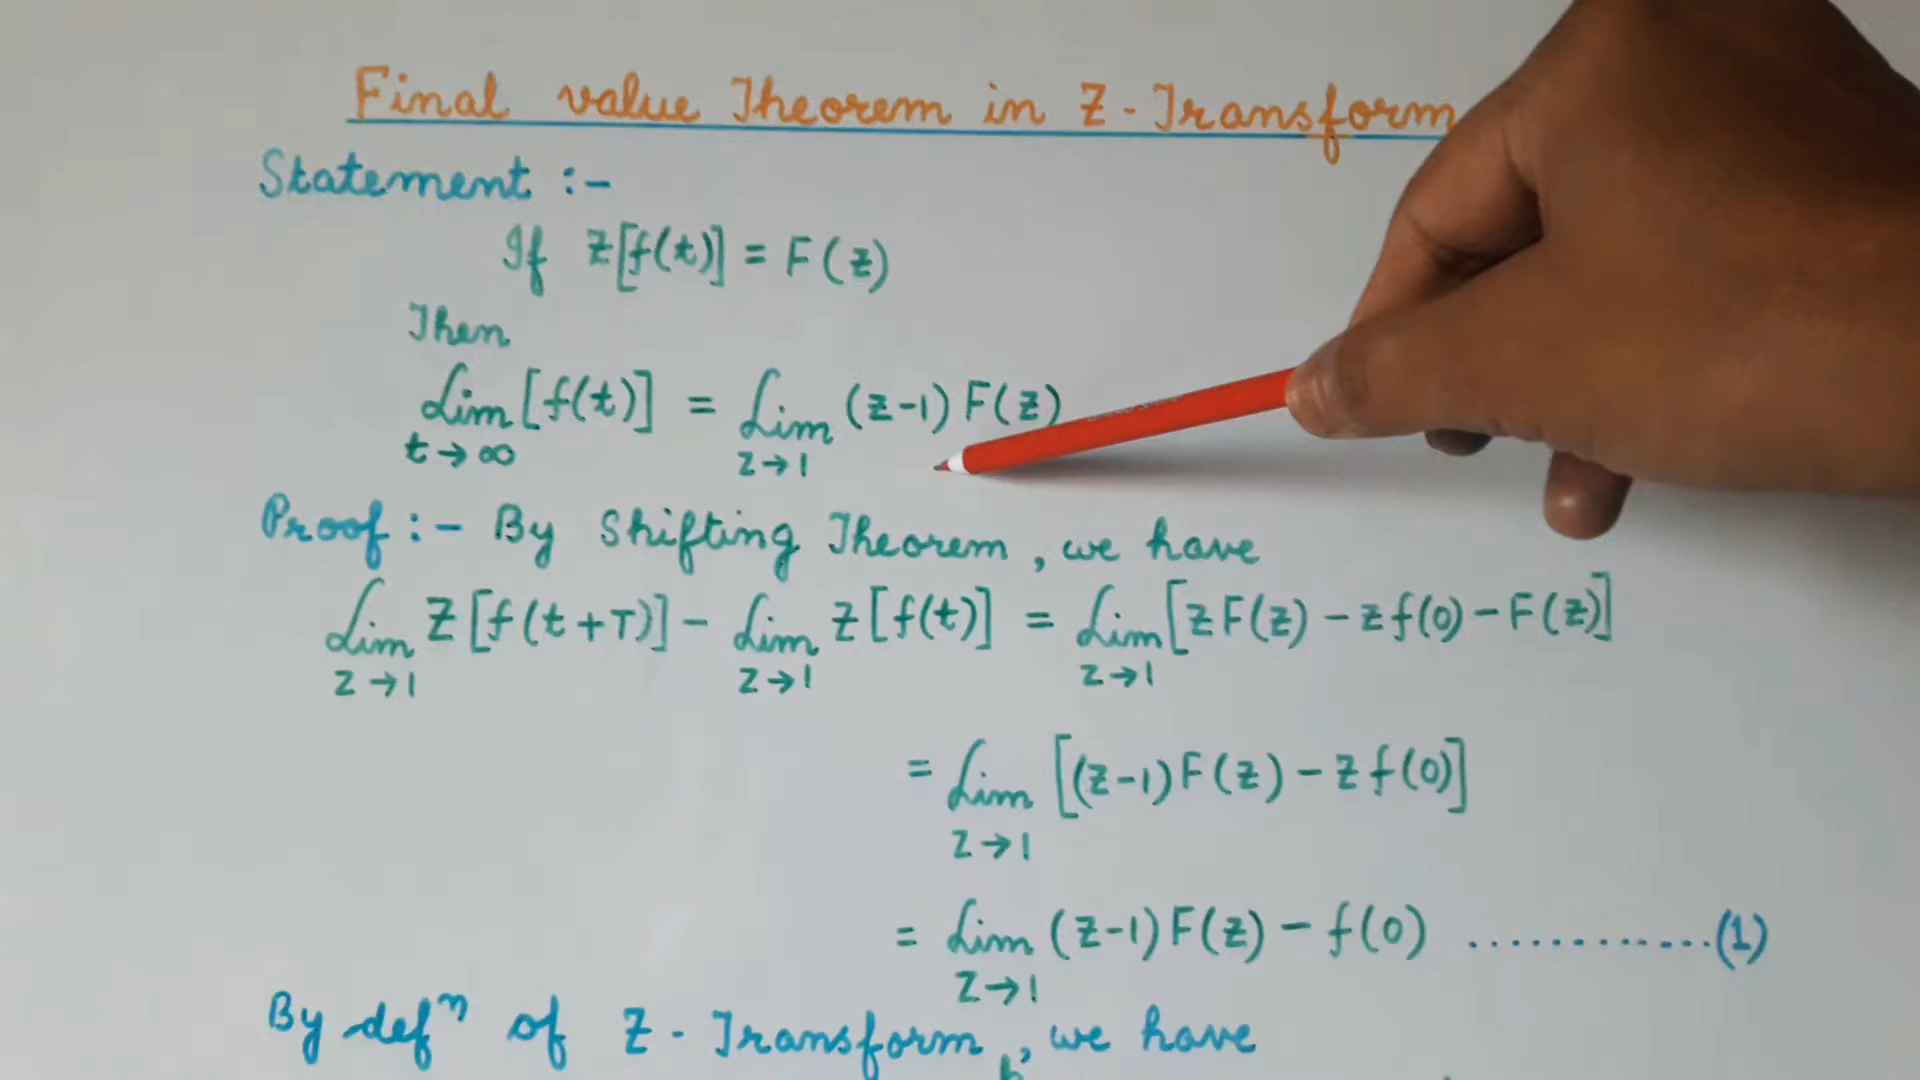 Final value Theorem in Z-Transform
Statement :-
If Z[f(t)] = F(z)
Then
Lim [f(t)] = Lim (z-1) F(z)
t→∞ z→1
Proof :- By Shifting Theorem, we have
Lim Z[f(t+T)] - Lim Z[f(t)] = Lim [zF(z) - zf(0) - F(z)]
z→1 z→1 z→1
= Lim [(z-1)F(z) - zf(0)]
z→1
= Lim (z-1)F(z) - f(0) .............(1)
z→1
By defⁿ of Z-Transform, we have